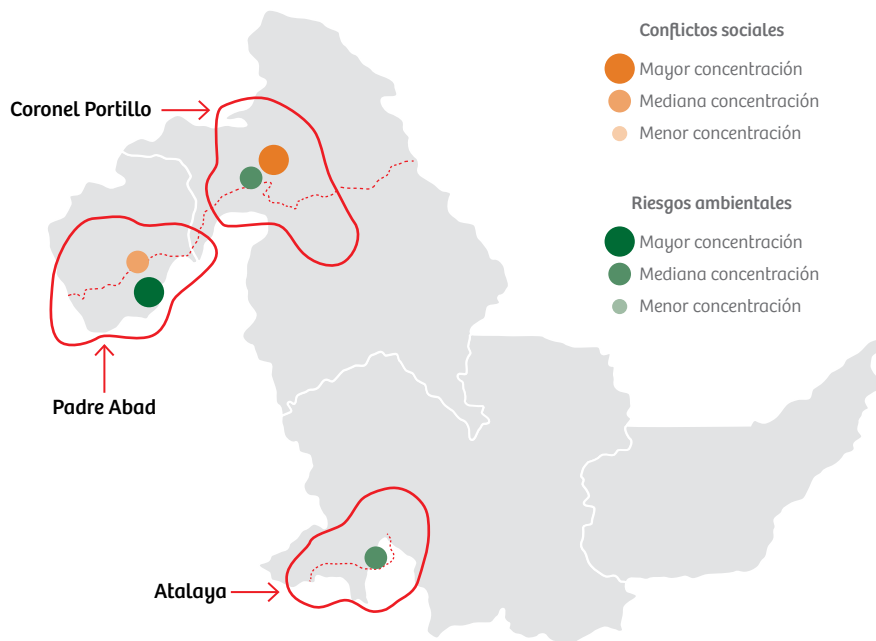 Conflictos sociales
Mayor concentración
Mediana concentración
Menor concentración
Riesgos ambientales
Mayor concentración
Mediana concentración
Menor concentración
Coronel Portillo
Padre Abad
Atalaya